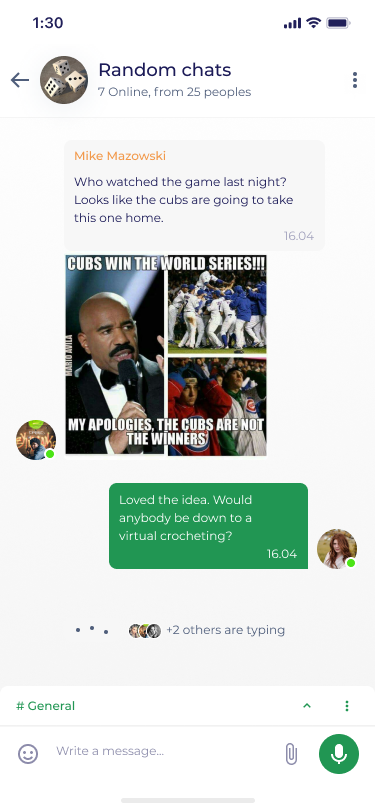 1:30
Random chats
7 Online, from 25 peoples
Mike Mazowski
Who watched the game last night?
Looks like the cubs are going to take
this one home.
16.04
CUBS WIN THE WORLD SERIES!!!
MARIO AVILA
MY APOLOGIES, THE CUBS ARE NOT
THE WINNERS
Loved the idea. Would
anybody be down to a
virtual crocheting?
16.04
+2 others are typing
# General
Write a message...